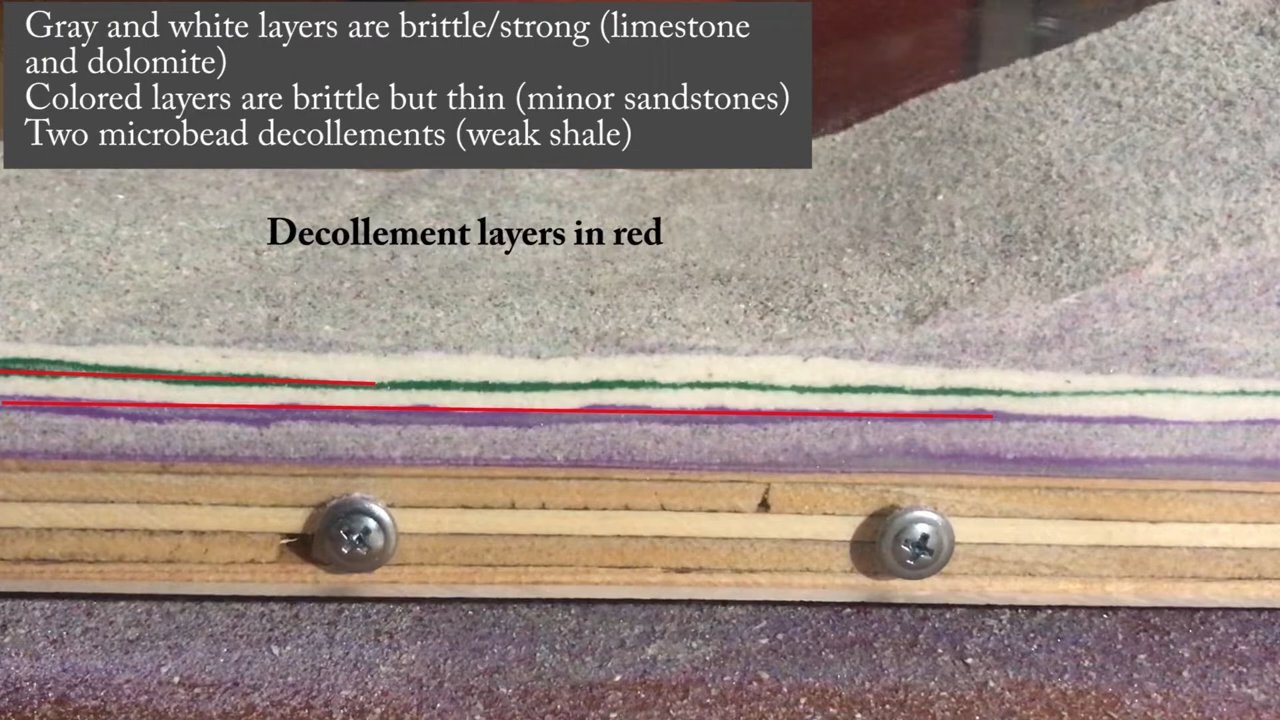 Gray and white layers are brittle/strong (limestone
and dolomite)
Colored layers are brittle but thin (minor sandstones)
Two microbead decollements (weak shale)
Decollement layers in red